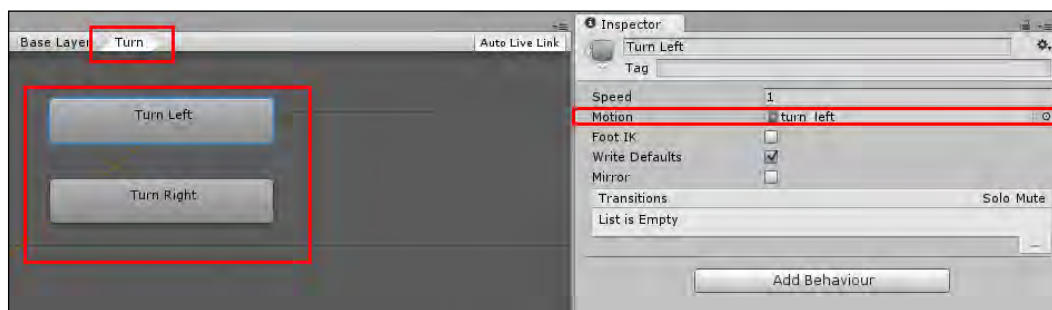 Base Layer Turn Auto Live Link
Turn Left
Turn Right
Inspector
Turn Left
Tag
Speed 1
Motion turn_left
Foot IK
Write Defaults
Mirror
Transitions Solo Mute
List is Empty
Add Behaviour